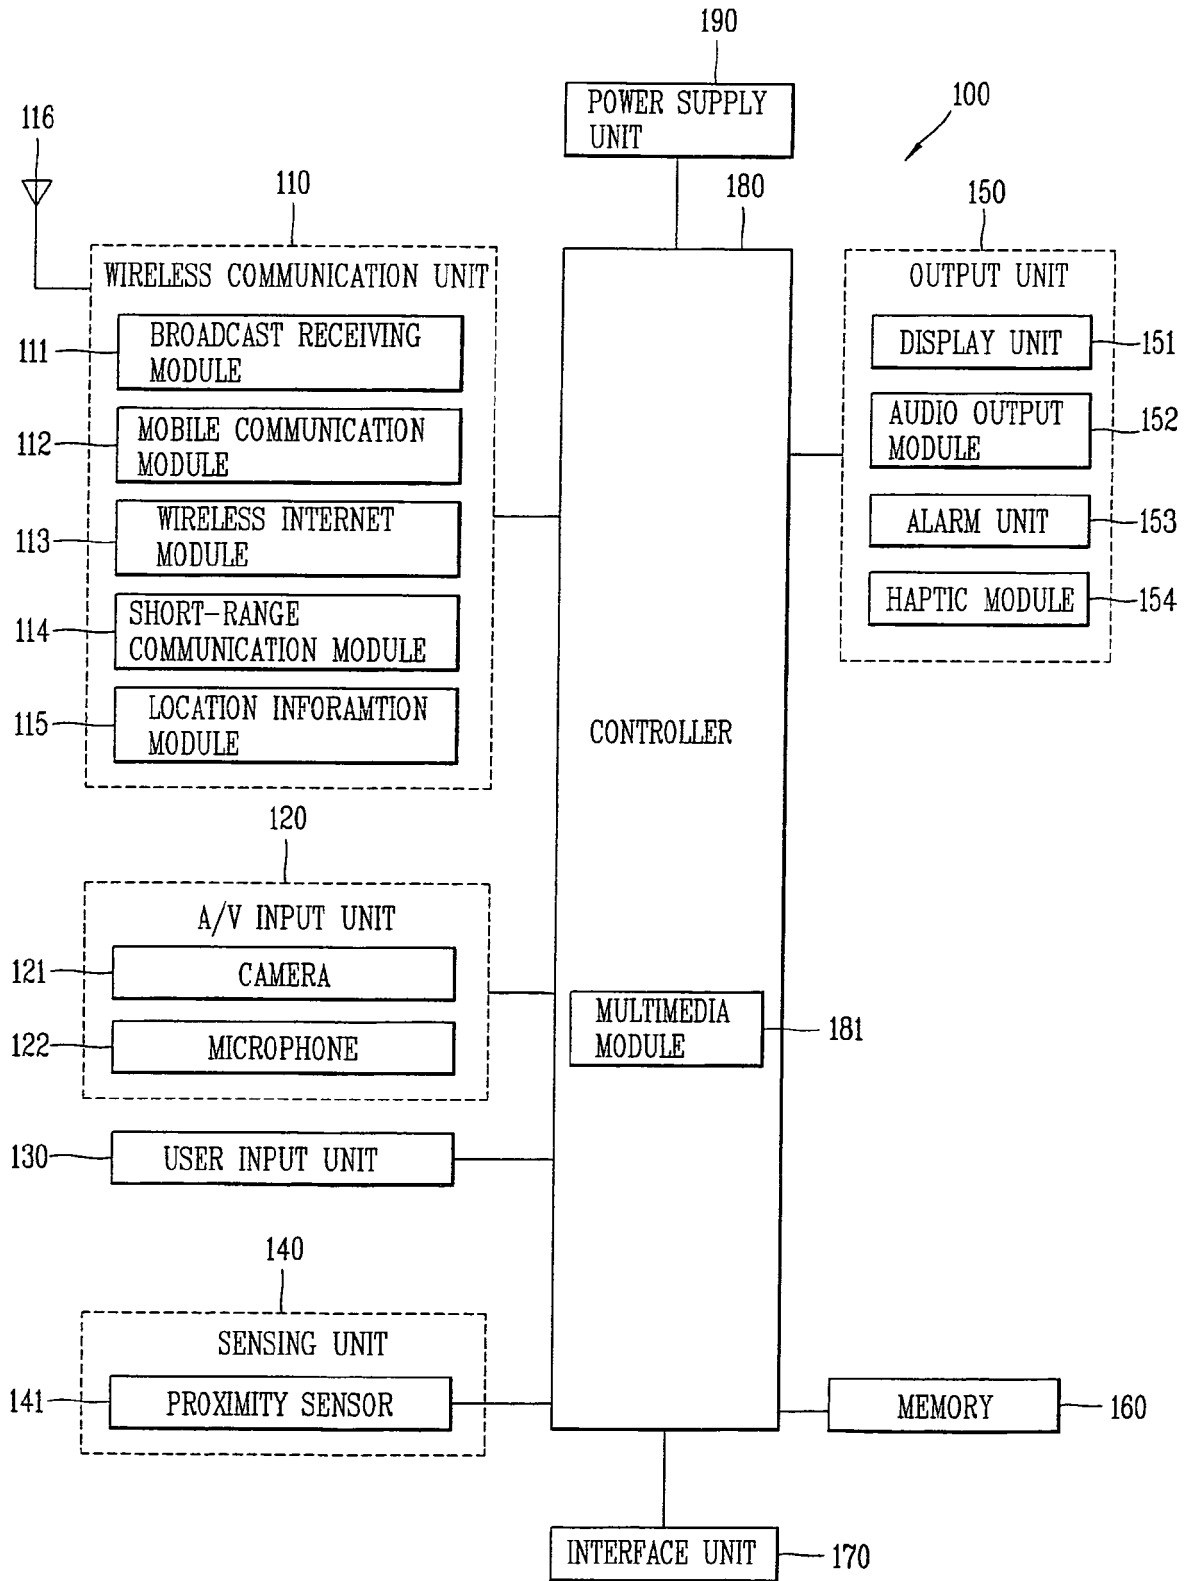 190
POWER SUPPLY
UNIT
100
116
110
180
150
WIRELESS COMMUNICATION UNIT
OUTPUT UNIT
111
BROADCAST RECEIVING
MODULE
DISPLAY UNIT
151
112
MOBILE COMMUNICATION
MODULE
AUDIO OUTPUT
MODULE
152
113
WIRELESS INTERNET
MODULE
ALARM UNIT
153
114
SHORT-RANGE
COMMUNICATION MODULE
HAPTIC MODULE
154
115
LOCATION INFORAMTION
MODULE
CONTROLLER
120
A/V INPUT UNIT
121
CAMERA
122
MICROPHONE
MULTIMEDIA
MODULE
181
130
USER INPUT UNIT
140
SENSING UNIT
141
PROXIMITY SENSOR
MEMORY
160
INTERFACE UNIT
170